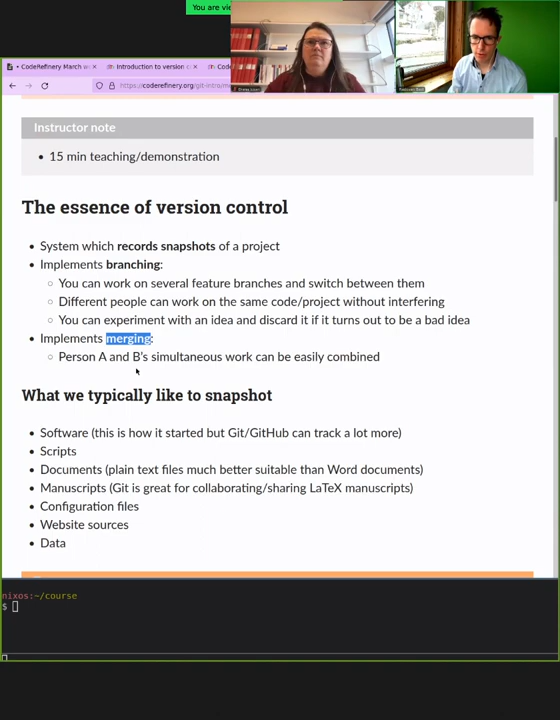 You are vie
CodeRefinery March w
Introduction to version c
Cod
https://coderefinery.org/git-intro/mo
Instructor note
15 min teaching/demonstration
The essence of version control
System which records snapshots of a project
Implements branching:
You can work on several feature branches and switch between them
Different people can work on the same code/project without interfering
You can experiment with an idea and discard it if it turns out to be a bad idea
Implements merging:
Person A and B's simultaneous work can be easily combined
What we typically like to snapshot
Software (this is how it started but Git/GitHub can track a lot more)
Scripts
Documents (plain text files much better suitable than Word documents)
Manuscripts (Git is great for collaborating/sharing LaTeX manuscripts)
Configuration files
Website sources
Data
nixos:~/course
$